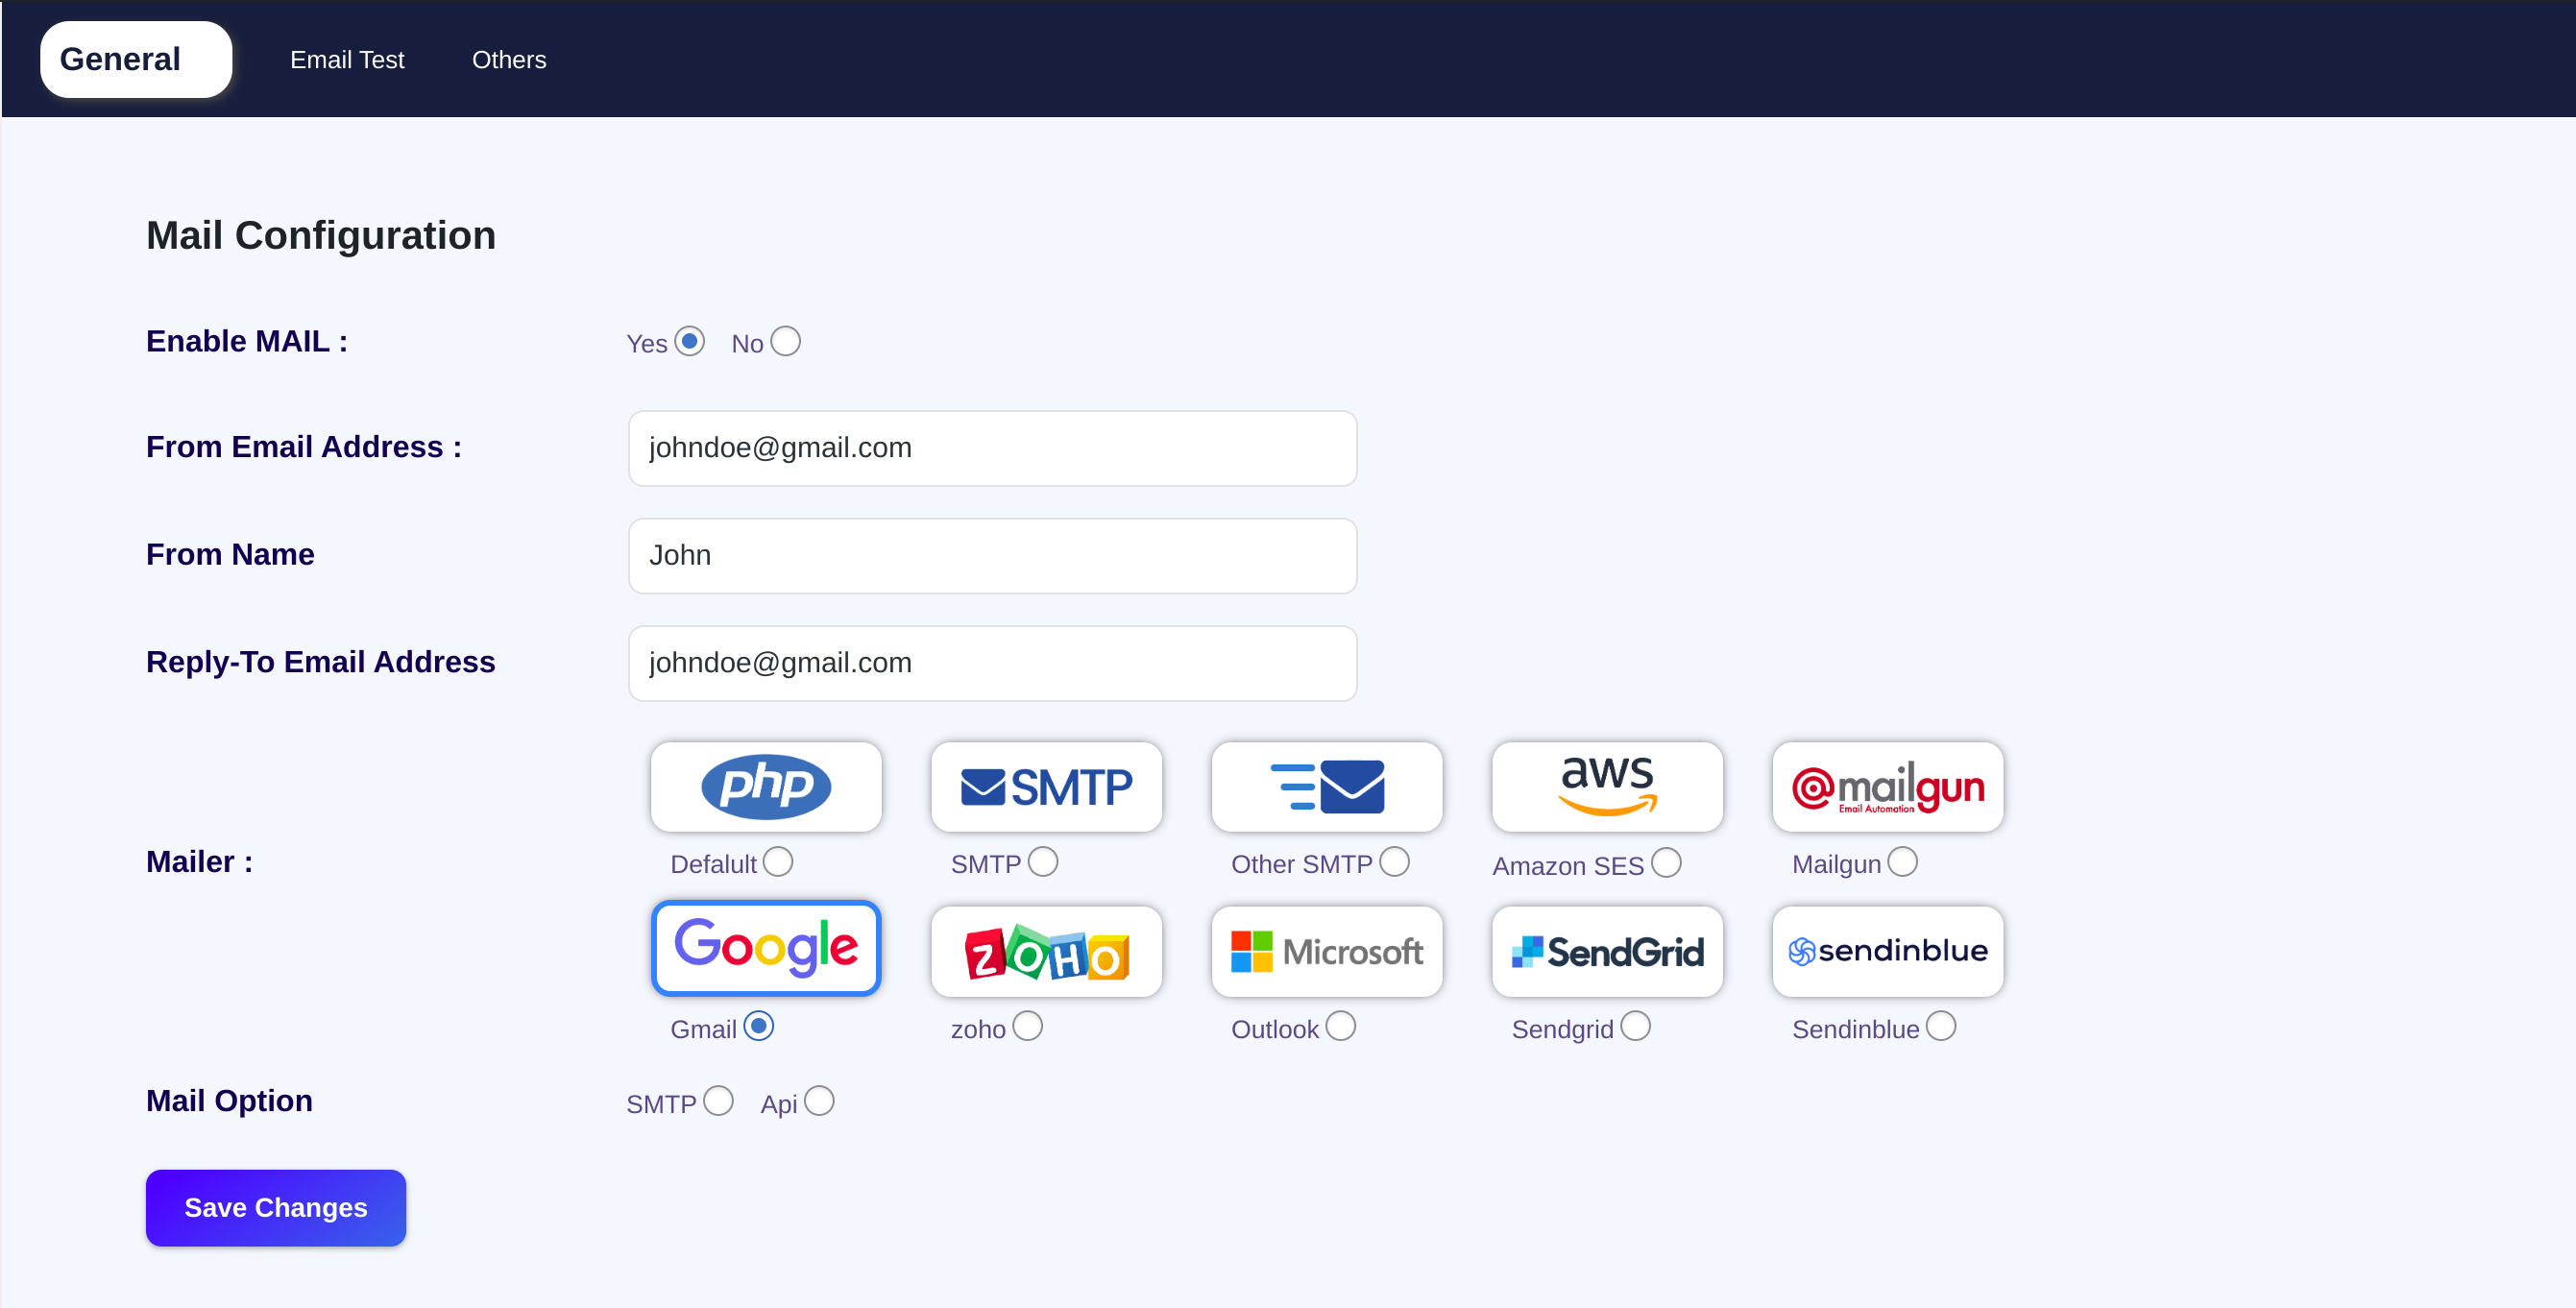 General Email Test Others
Mail Configuration
Enable MAIL : Yes No
From Email Address : johndoe@gmail.com
From Name John
Reply-To Email Address johndoe@gmail.com
php SMTP aws @mailgun
Email Automation
Mailer : Defalult SMTP Other SMTP Amazon SES Mailgun
Google ZOHO Microsoft SendGrid sendinblue
Gmail zoho Outlook Sendgrid Sendinblue
Mail Option SMTP Api
Save Changes